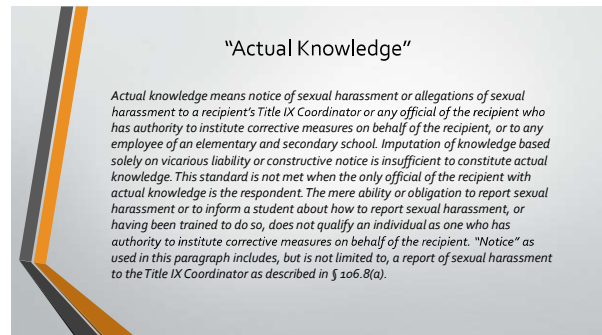 “Actual Knowledge”
Actual knowledge means notice of sexual harassment or allegations of sexual
harassment to a recipient’s Title IX Coordinator or any official of the recipient who
has authority to institute corrective measures on behalf of the recipient, or to any
employee of an elementary and secondary school. Imputation of knowledge based
solely on vicarious liability or constructive notice is insufficient to constitute actual
knowledge. This standard is not met when the only official of the recipient with
actual knowledge is the respondent. The mere ability or obligation to report sexual
harassment or to inform a student about how to report sexual harassment, or
having been trained to do so, does not qualify an individual as one who has
authority to institute corrective measures on behalf of the recipient. “Notice” as
used in this paragraph includes, but is not limited to, a report of sexual harassment
to the Title IX Coordinator as described in § 106.8(a).